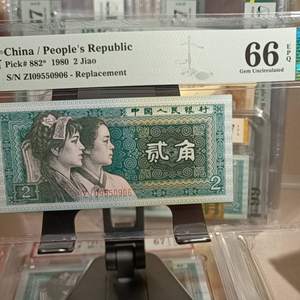 China / People's Republic
Pick# 882* 1980 2 Jiao
S/N ZI09550906 - Replacement
66
EPQ
Gem Uncirculated
中国人民银行
贰角
ZI09550906
2
2